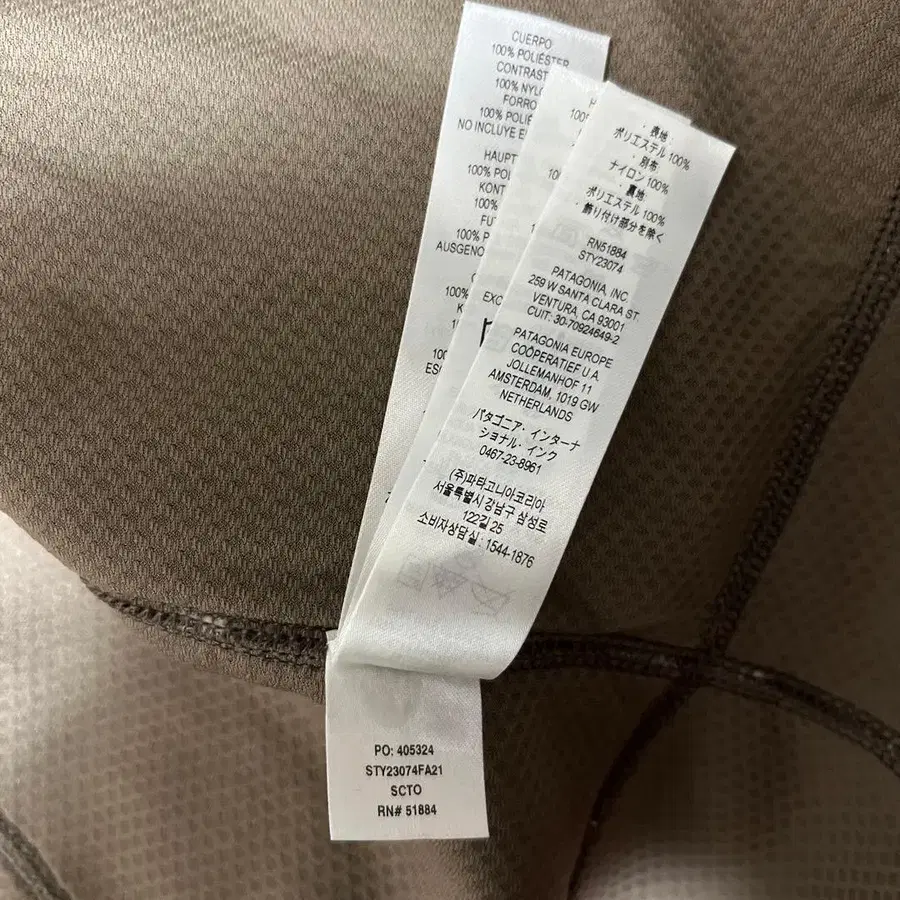 CUERPO
100% POLIÉSTER
CONTRAST
100% NYLO
FORRO
100% POLIÉ
NO INCLUYE E
HAUPT
100% POL
KONT
100%
FUT
100% P
AUSGENO
100%
K
100
ES
100
EXC
・表地:
ポリエステル 100%
・別布:
ナイロン 100%
・裏地:
ポリエステル 100%
・飾り付け部分を除く
RN51884
STY23074
PATAGONIA, INC.
259 W SANTA CLARA ST.
VENTURA, CA 93001
CUIT: 30-70924649-2
PATAGONIA EUROPE
COÖPERATIEF U.A.
JOLLEMANHOF 11
AMSTERDAM, 1019 GW
NETHERLANDS
パタゴニア・インターナ
ショナル・インク
0467-23-8961
(주)파타고니아코리아
서울특별시 강남구 삼성로
122길 25
소비자상담실 : 1544-1876
PO: 405324
STY23074FA21
SCTO
RN# 51884